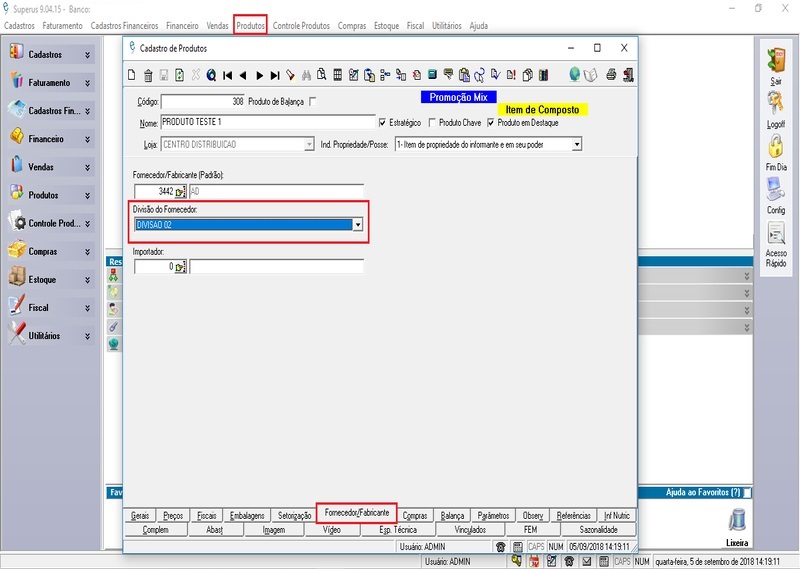 Superus 9.04.15 - Banco:
Cadastros Faturamento Cadastros Financeiros Financeiro Vendas Produtos Controle Produtos Compras Estoque Fiscal Utilitários Ajuda
Cadastros
Faturamento
Cadastros Fin...
Financeiro
Vendas
Produtos
Controle Prod...
Compras
Estoque
Fiscal
Utilitários
Cadastro de Produtos
Código: 308 Produto de Balança
Promoção Mix
Item de Composto
Nome: PRODUTO TESTE 1 Estratégico Produto Chave Produto em Destaque
Loja: CENTRO DISTRIBUICAO Ind. Propriedade/Posse: 1- Item de propriedade do informante e em seu poder
Fornecedor/Fabricante (Padrão):
3442 AD
Divisão do Fornecedor:
DIVISAO 02
Importador:
0
Gerais Preços Fiscais Embalagens Setorização Fornecedor/Fabricante Compras Balança Parâmetros Observ Referências Inf Nutric
Complem Abast Imagem Vídeo Esp. Técnica Vinculados FEM Sazonalidade
Usuário: ADMIN CAPS NUM 05/09/2018 14:19:11
Res
Fav
Ajuda ao Favoritos (?)
Sair
Logoff
Fim Dia
Config
Acesso
Rápido
Lixeira
Usuário: ADMIN CAPS NUM quarta-feira, 5 de setembro de 2018 14:19:11